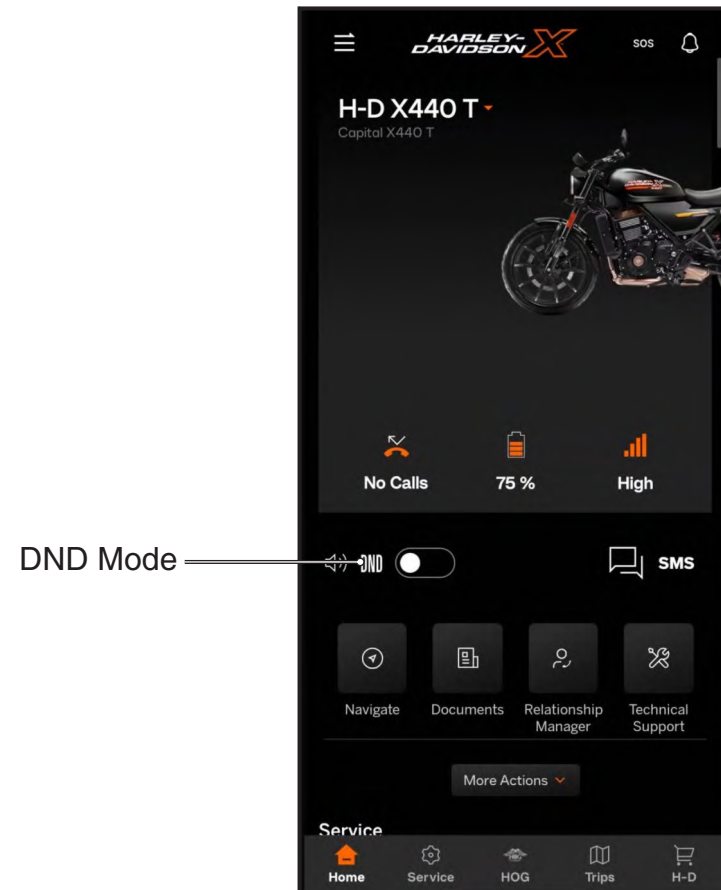 HARLEY-
DAVIDSON X
SOS
H-D X440 T
Capital X440 T
No Calls
75 %
High
DND Mode
DND
SMS
Navigate
Documents
Relationship
Manager
Technical
Support
More Actions
Service
Home
Service
HOG
Trips
H-D